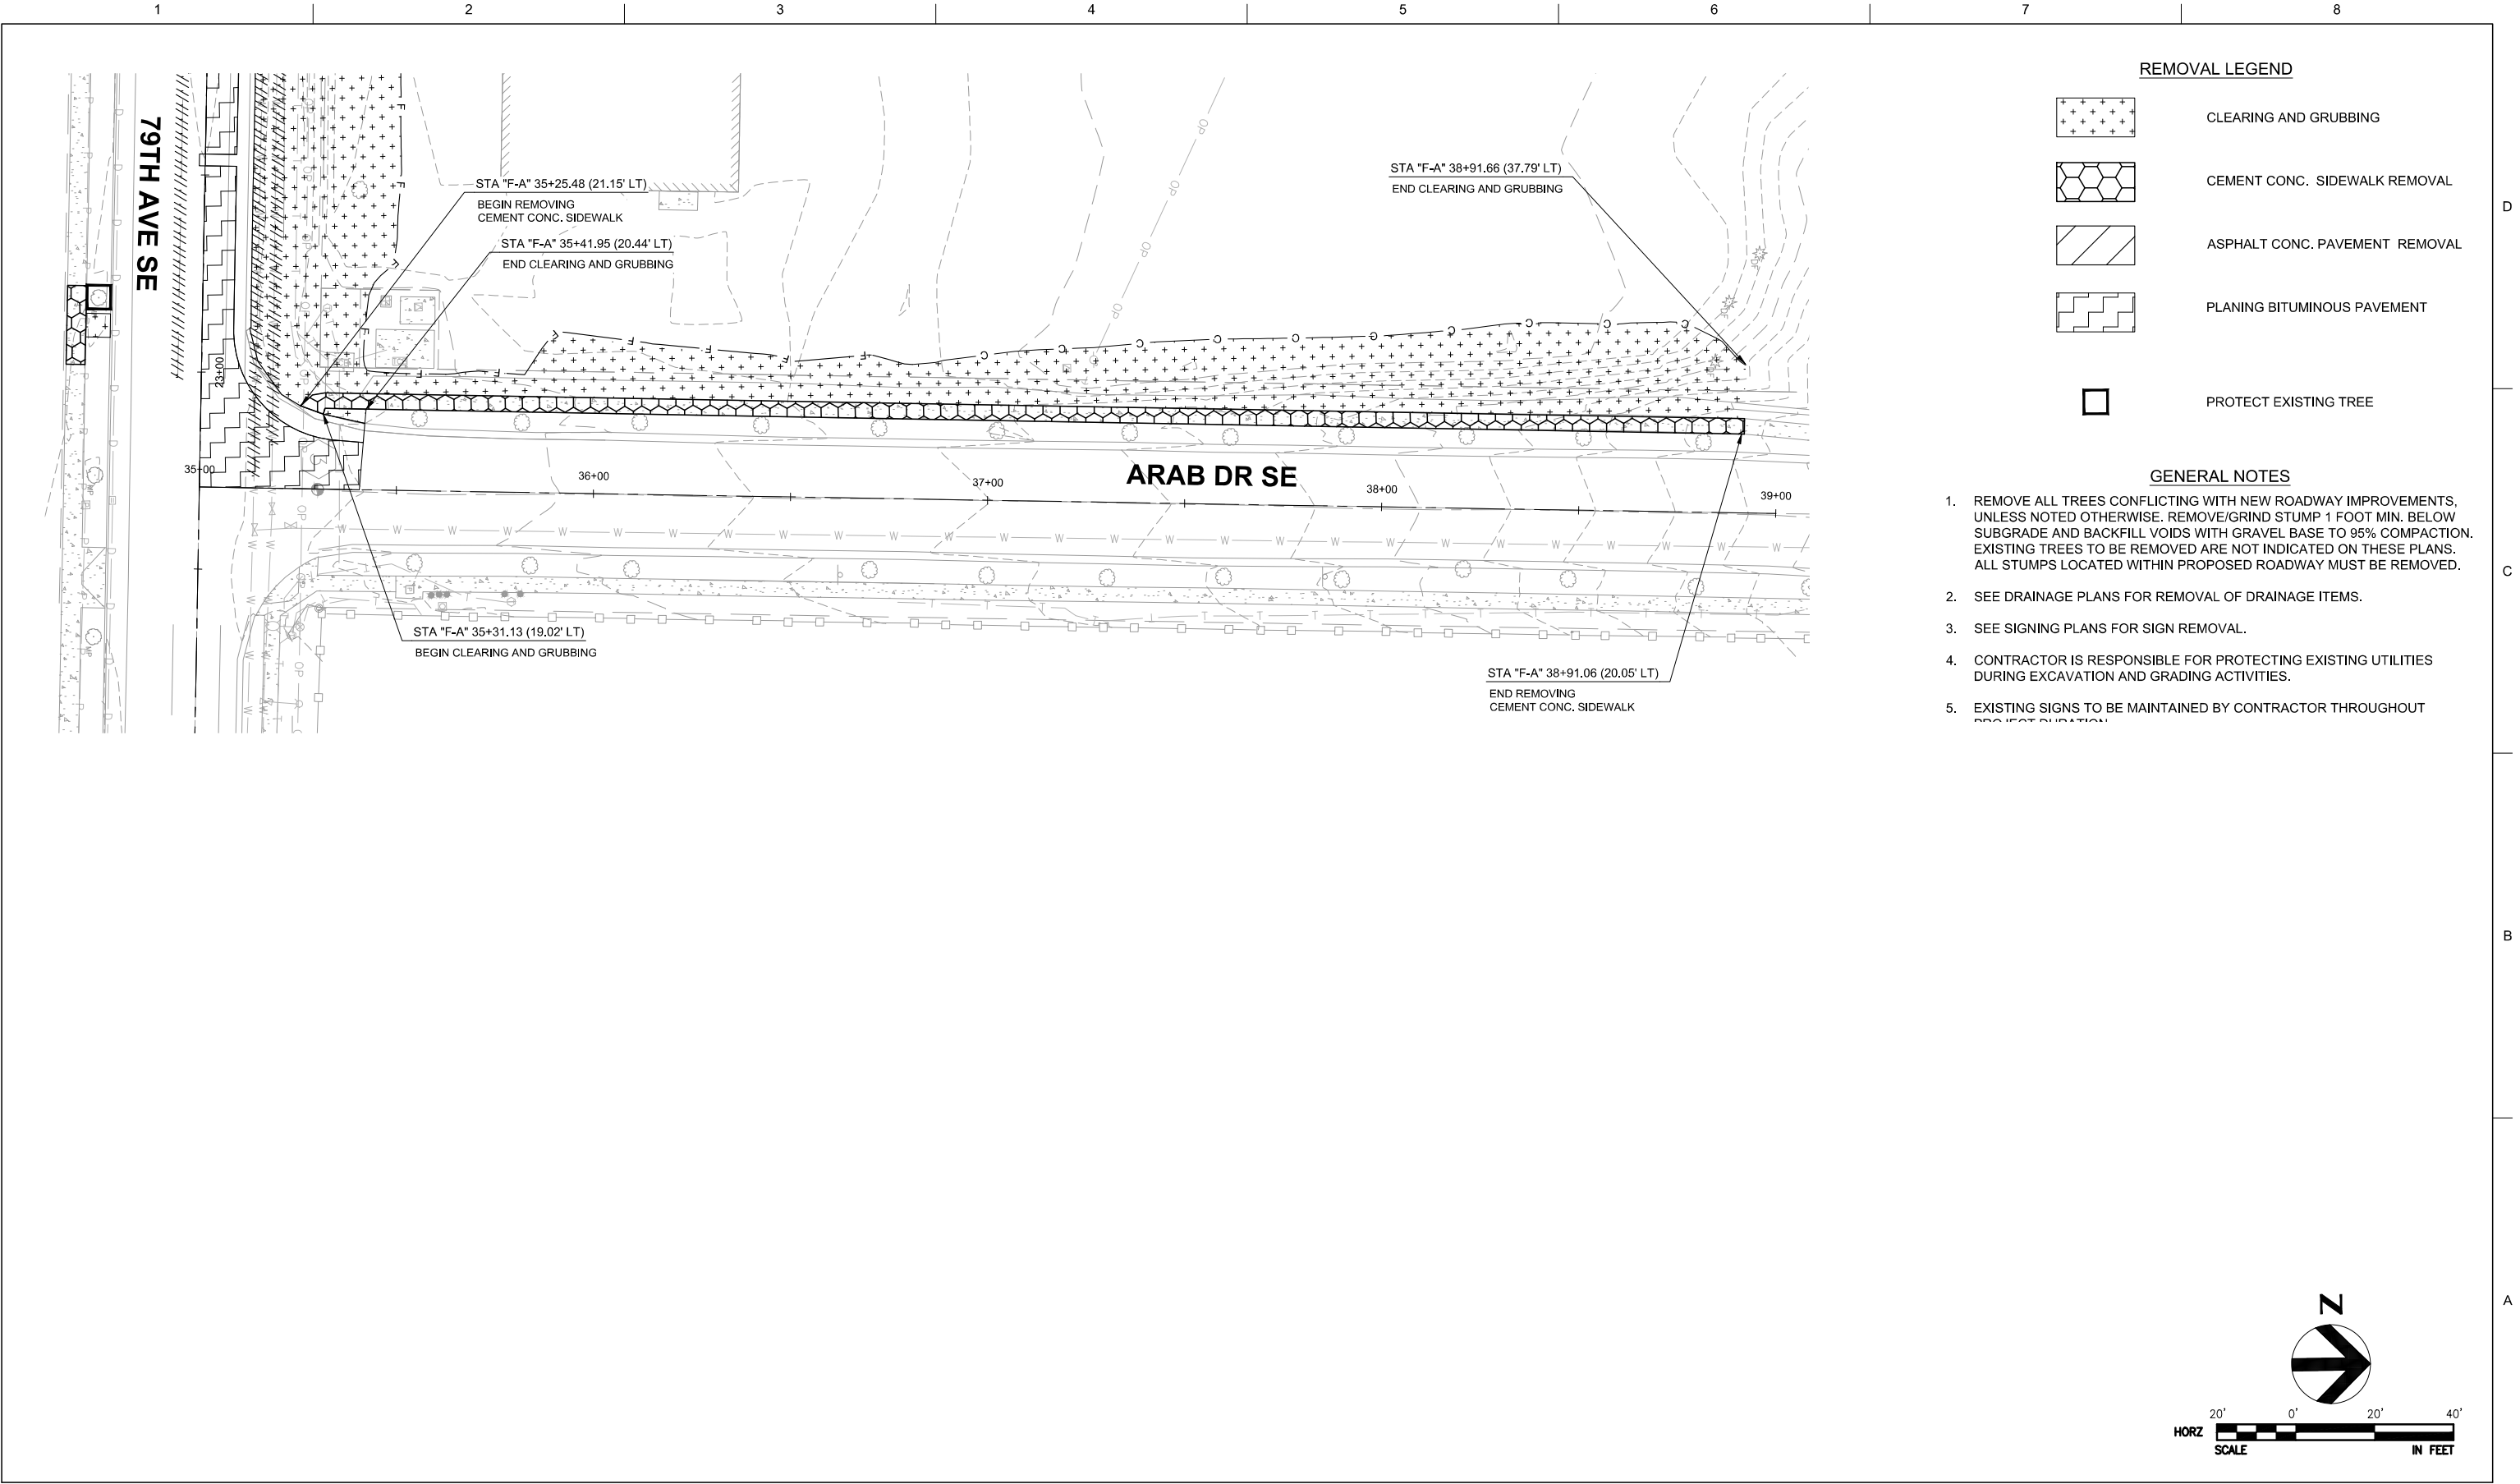 1 2 3 4 5 6 7 8
D
C
B
A
79TH AVE SE
23+00
STA "F-A" 35+25.48 (21.15' LT)
BEGIN REMOVING
CEMENT CONC. SIDEWALK
STA "F-A" 35+41.95 (20.44' LT)
END CLEARING AND GRUBBING
STA "F-A" 38+91.66 (37.79' LT)
END CLEARING AND GRUBBING
35+00
36+00
37+00
38+00
39+00
ARAB DR SE
STA "F-A" 35+31.13 (19.02' LT)
BEGIN CLEARING AND GRUBBING
STA "F-A" 38+91.06 (20.05' LT)
END REMOVING
CEMENT CONC. SIDEWALK
REMOVAL LEGEND
CLEARING AND GRUBBING
CEMENT CONC. SIDEWALK REMOVAL
ASPHALT CONC. PAVEMENT REMOVAL
PLANING BITUMINOUS PAVEMENT
PROTECT EXISTING TREE
GENERAL NOTES
1. REMOVE ALL TREES CONFLICTING WITH NEW ROADWAY IMPROVEMENTS,
UNLESS NOTED OTHERWISE. REMOVE/GRIND STUMP 1 FOOT MIN. BELOW
SUBGRADE AND BACKFILL VOIDS WITH GRAVEL BASE TO 95% COMPACTION.
EXISTING TREES TO BE REMOVED ARE NOT INDICATED ON THESE PLANS.
ALL STUMPS LOCATED WITHIN PROPOSED ROADWAY MUST BE REMOVED.
2. SEE DRAINAGE PLANS FOR REMOVAL OF DRAINAGE ITEMS.
3. SEE SIGNING PLANS FOR SIGN REMOVAL.
4. CONTRACTOR IS RESPONSIBLE FOR PROTECTING EXISTING UTILITIES
DURING EXCAVATION AND GRADING ACTIVITIES.
5. EXISTING SIGNS TO BE MAINTAINED BY CONTRACTOR THROUGHOUT
PROJECT DURATION
N
20' 0' 20' 40'
HORZ
SCALE IN FEET